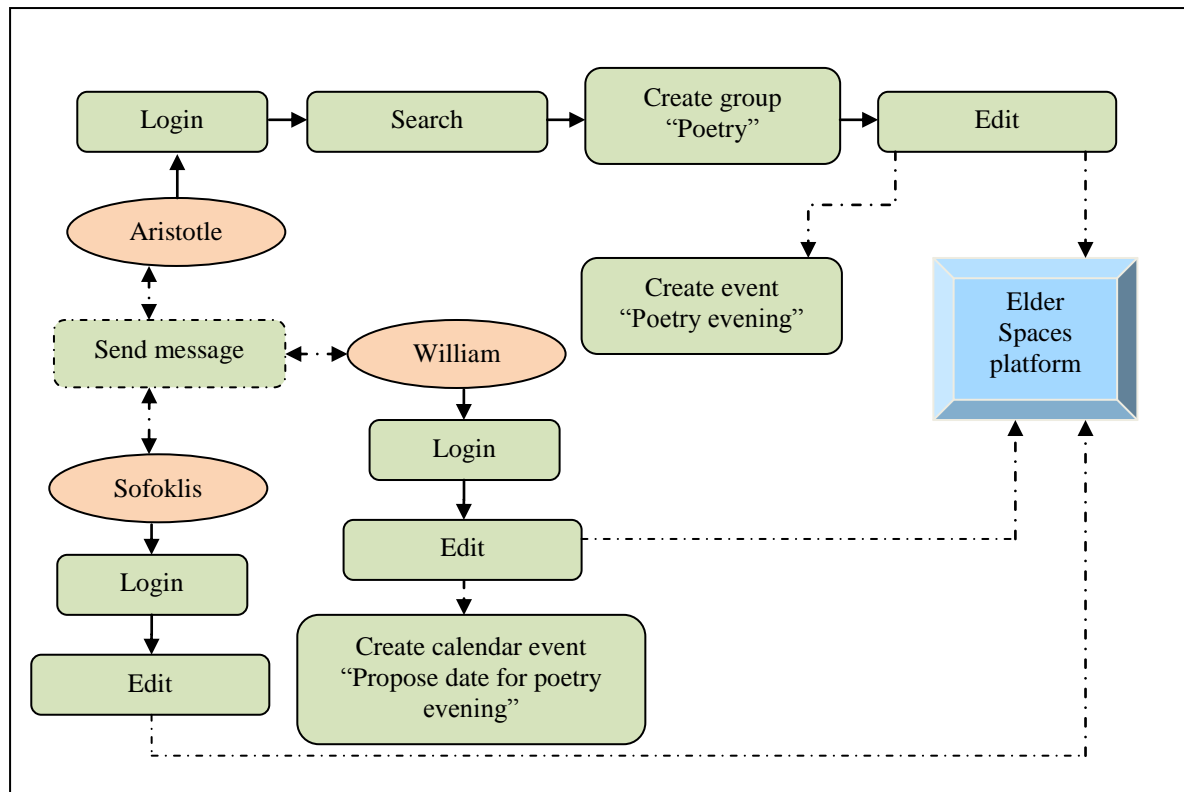 Login
Search
Create group
“Poetry”
Edit
Aristotle
Create event
“Poetry evening”
Elder
Spaces
platform
Send message
William
Login
Sofoklis
Edit
Login
Create calendar event
“Propose date for poetry
evening”
Edit